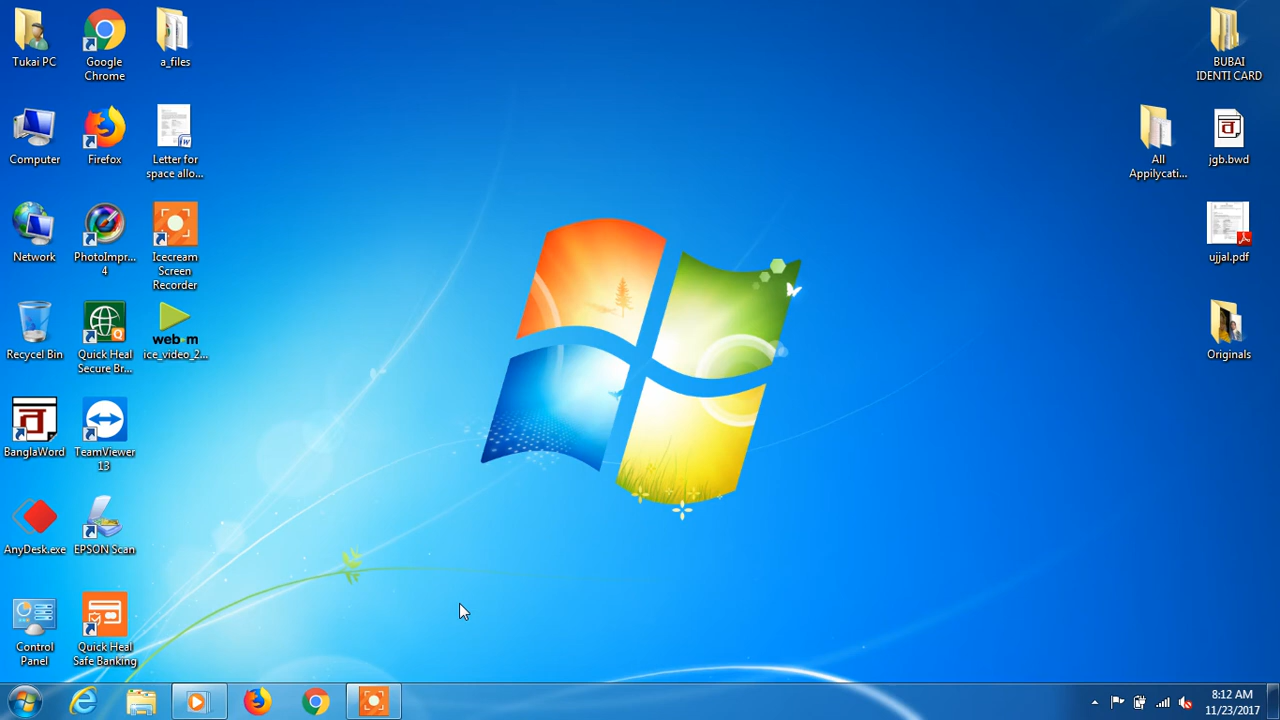 Tukai PC
Google
Chrome
a_files
BUBAI
IDENTI CARD
Computer
Firefox
Letter for
space allo...
All
Appilycati...
jgb.bwd
Network
PhotoImpr...
4
Icecream
Screen
Recorder
ujjal.pdf
Recycel Bin
Quick Heal
Secure Br...
web-m
ice_video_2...
Originals
BanglaWord
TeamViewer
13
AnyDesk.exe
EPSON Scan
Control
Panel
Quick Heal
Safe Banking
8:12 AM
11/23/2017